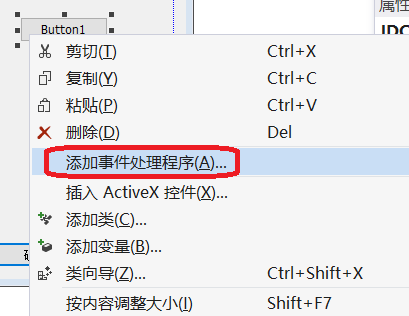 属性
IDC
Button1
剪切(T) Ctrl+X
复制(Y) Ctrl+C
粘贴(P) Ctrl+V
删除(D) Del
添加事件处理程序(A)...
插入 ActiveX 控件(X)...
添加类(C)...
添加变量(B)...
类向导(Z)... Ctrl+Shift+X
按内容调整大小(I) Shift+F7